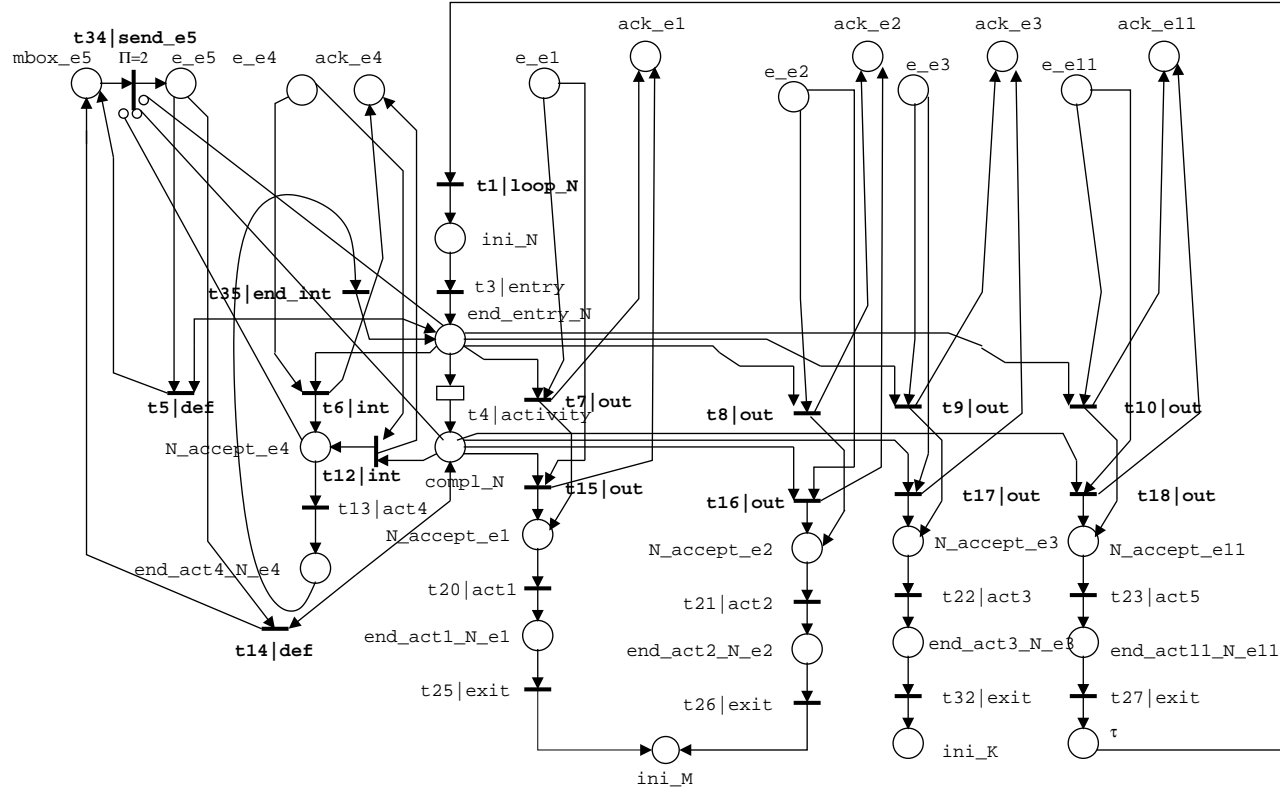 ack_e1
ack_e2
ack_e3
ack_e11
t34|send_e5
mbox_e5
Π=2
e_e5
e_e4
ack_e4
e_e1
e_e2
e_e3
e_e11
t1|loop_N
ini_N
t35|end_int
t3|entry
end_entry_N
t5|def
t6|int
t4|activity
t7|out
t8|out
t9|out
t10|out
N_accept_e4
t12|int
compl_N
t15|out
t16|out
t17|out
t18|out
t13|act4
N_accept_e1
N_accept_e2
N_accept_e3
N_accept_e11
end_act4_N_e4
t20|act1
t21|act2
t22|act3
t23|act5
t14|def
end_act1_N_e1
end_act2_N_e2
end_act3_N_e3
end_act11_N_e11
t25|exit
t26|exit
t32|exit
t27|exit
τ
ini_M
ini_K